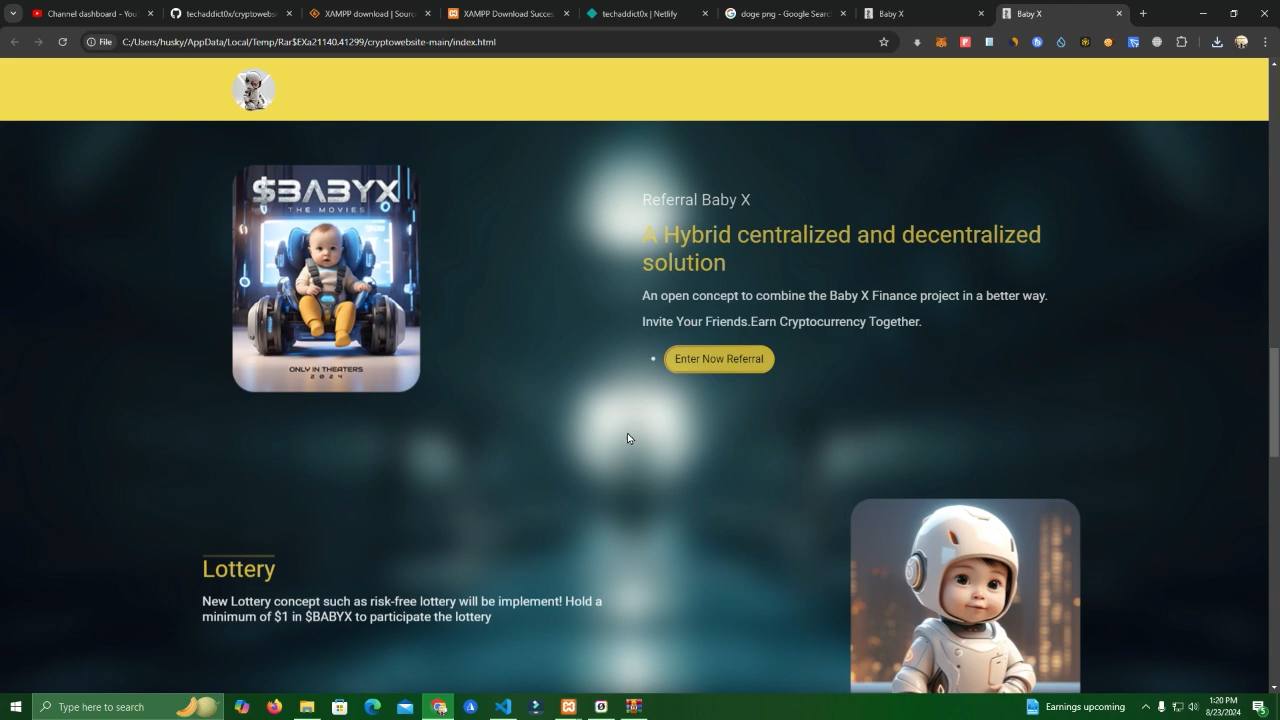 Channel dashboard - You
techaddict0x/cryptowebs
XAMPP download | Sourc
XAMPP Download Succes
techaddict0x | Netlify
doge png - Google Searc
Baby X
Baby X
File
C:/Users/husky/AppData/Local/Temp/Rar$EXa21140.41299/cryptowebsite-main/index.html
$BABYX
THE MOVIES
ONLY IN THEATERS
2024
Referral Baby X
A Hybrid centralized and decentralized
solution
An open concept to combine the Baby X Finance project in a better way.
Invite Your Friends.Earn Cryptocurrency Together.
Enter Now Referral
Lottery
New Lottery concept such as risk-free lottery will be implement! Hold a
minimum of $1 in $BABYX to participate the lottery
Type here to search
Earnings upcoming
1:20 PM
8/23/2024